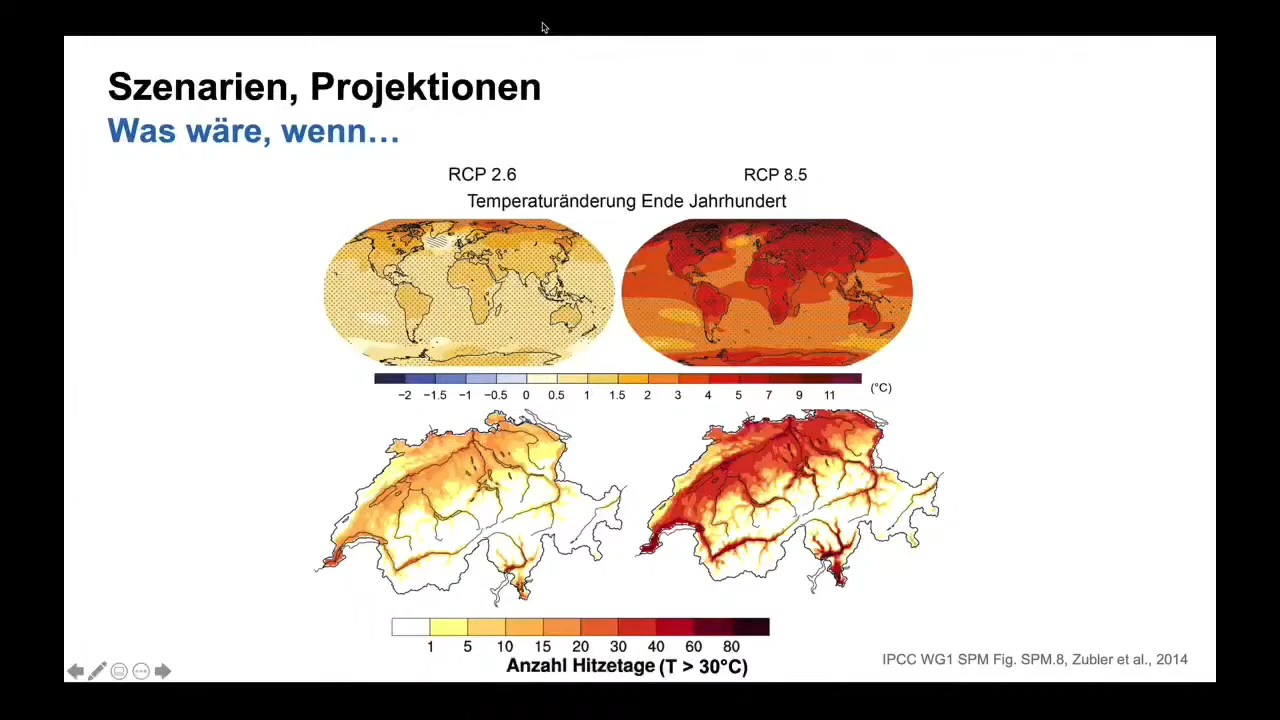 Szenarien, Projektionen
Was wäre, wenn…
RCP 2.6
RCP 8.5
Temperaturänderung Ende Jahrhundert
−2 −1.5 −1 −0.5 0 0.5 1 1.5 2 3 4 5 7 9 11 (°C)
1 5 10 15 20 30 40 60 80
Anzahl Hitzetage (T > 30°C)
IPCC WG1 SPM Fig. SPM.8, Zubler et al., 2014